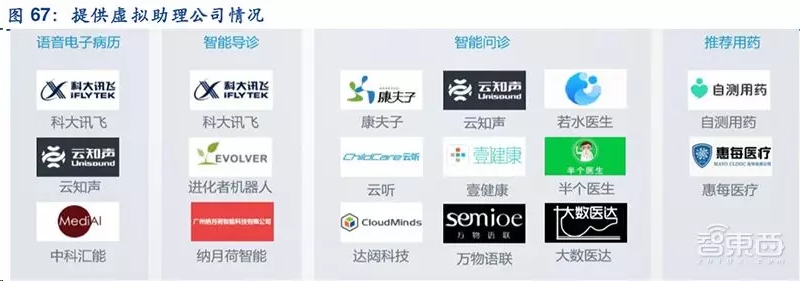 图 67：提供虚拟助理公司情况
语音电子病历
科大讯飞
IFLYTEK
科大讯飞
云知声
Unisound
云知声
MediAI
中科汇能
智能导诊
科大讯飞
IFLYTEK
科大讯飞
EVOLVER
进化者机器人
广州纳月荷智能科技有限公司
纳月荷智能
智能问诊
康夫子
康夫子
云知声
Unisound
云知声
若水医生
ChildCare 云听
云听
壹健康
壹健康
半个医生
半个医生
CloudMinds
达闼科技
semioe
万物语联
万物语联
大数医达
大数医达
推荐用药
自测用药
自测用药
惠每医疗
惠每医疗
智東西